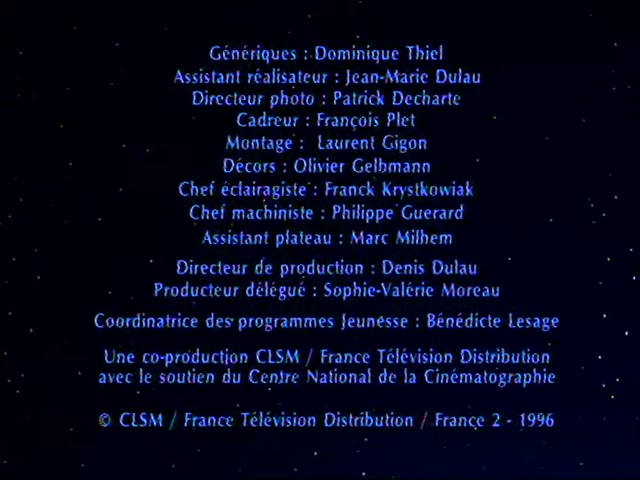 Génériques : Dominique Thiel
Assistant réalisateur : Jean-Marie Dulau
Directeur photo : Patrick Decharte
Cadreur : François Plet
Montage : Laurent Gigon
Décors : Olivier Gelbmann
Chef éclairagiste : Franck Krystkowiak
Chef machiniste : Philippe Guerard
Assistant plateau : Marc Milhem
Directeur de production : Denis Dulau
Producteur délégué : Sophie-Valérie Moreau
Coordinatrice des programmes Jeunesse : Bénédicte Lesage
Une co-production CLSM / France Télévision Distribution
avec le soutien du Centre National de la Cinématographie
© CLSM / France Télévision Distribution / France 2 - 1996